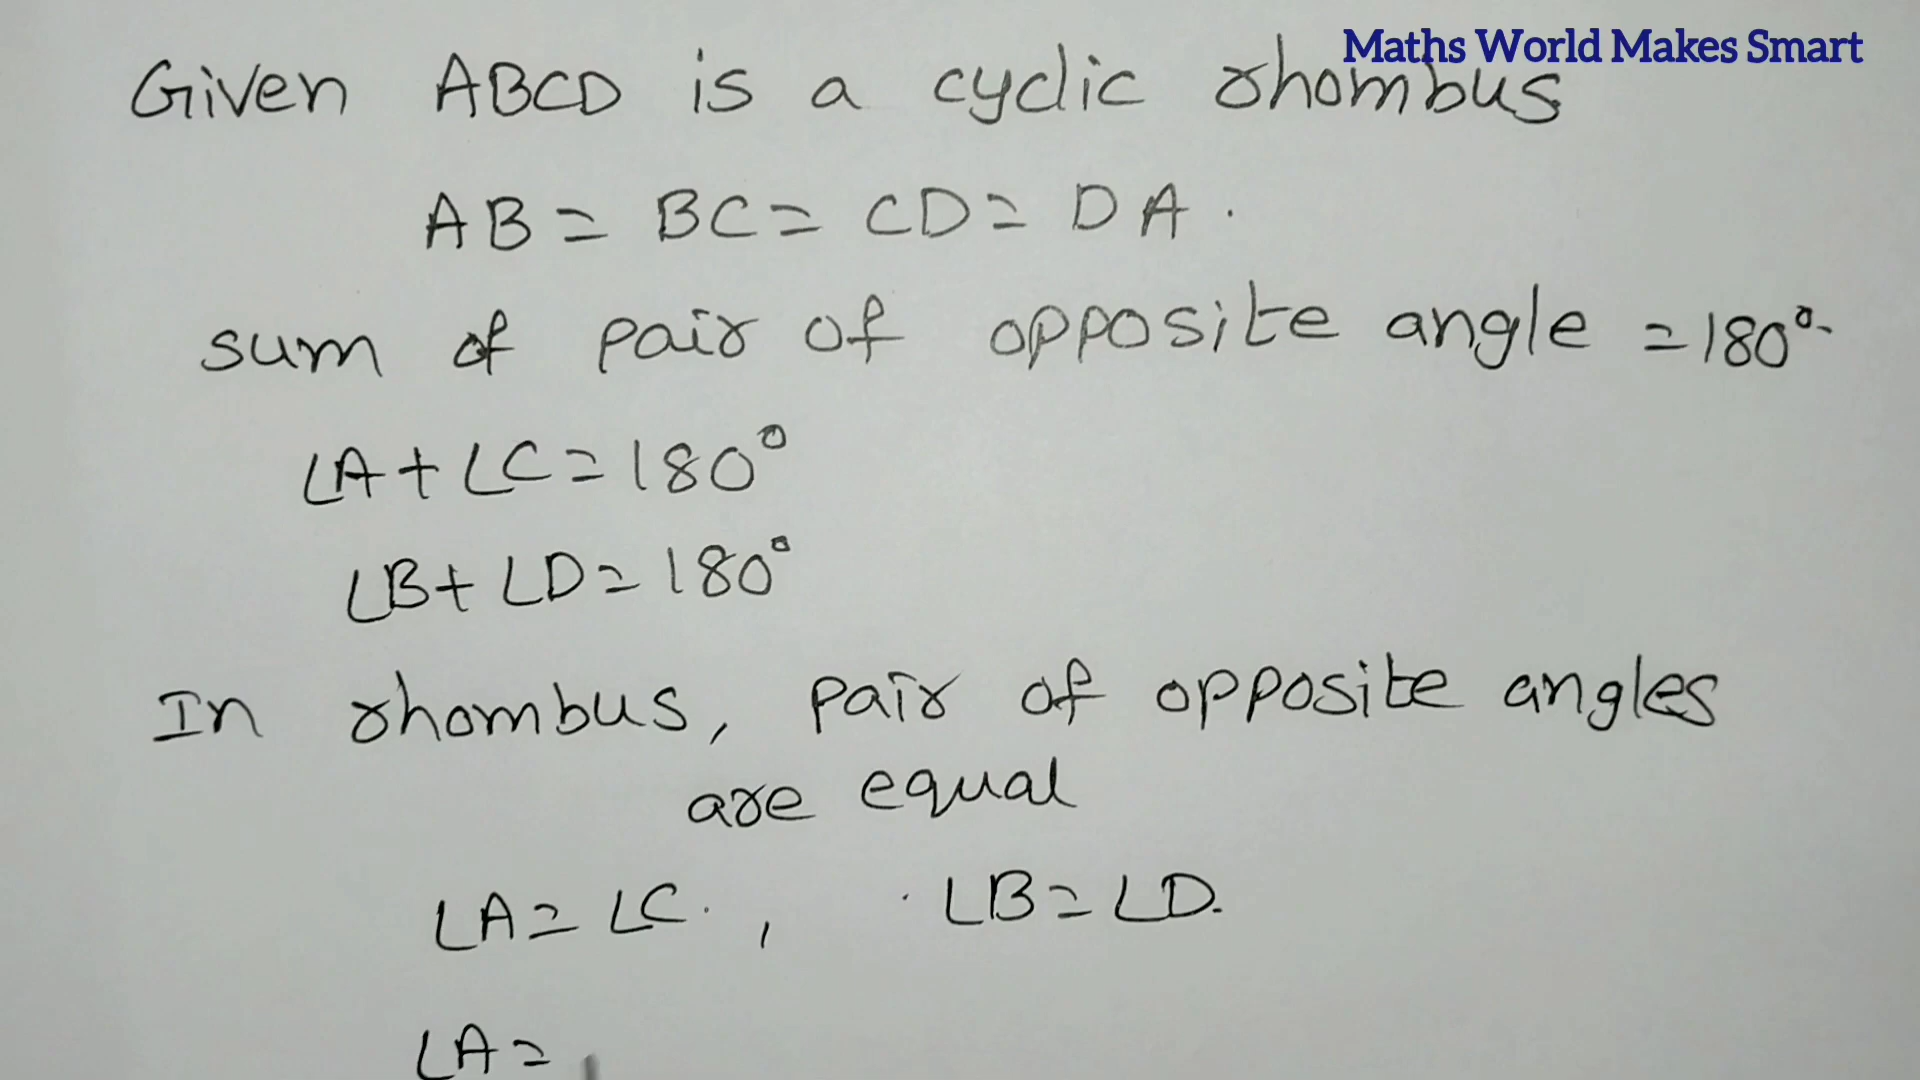 Maths World Makes Smart
Given ABCD is a cyclic rhombus
AB = BC = CD = DA.
sum of pair of opposite angle = 180°.
∠A + ∠C = 180°
∠B + ∠D = 180°
In rhombus, pair of opposite angles
are equal
∠A = ∠C. , ∠B = ∠D.
∠A =